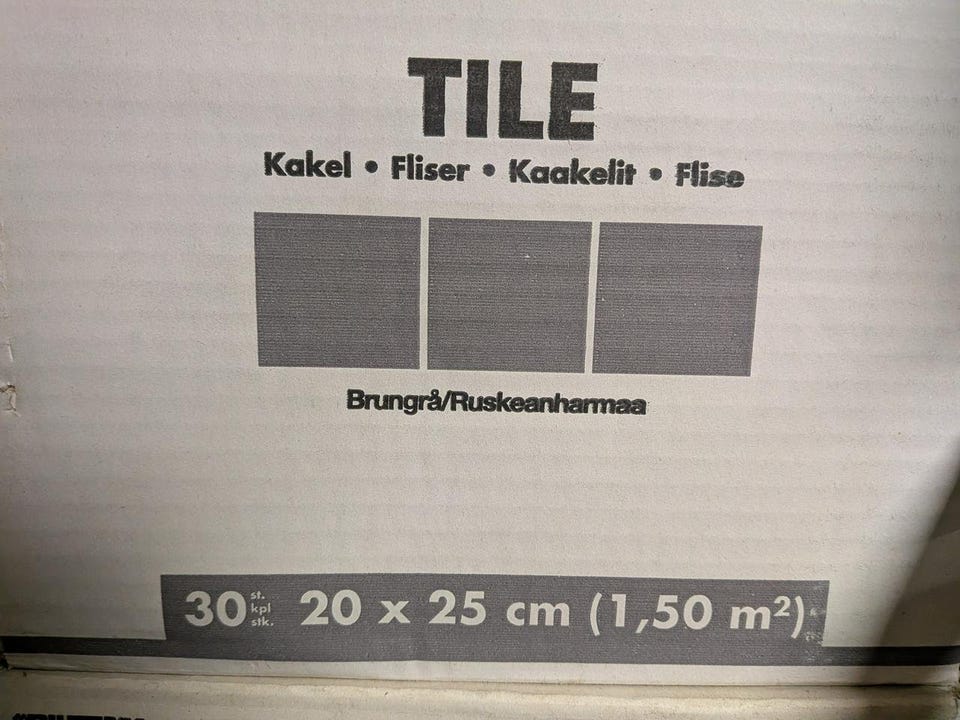 TILE
Kakel • Fliser • Kaakelit • Flise
Brungrå/Ruskeanharmaa
30 st. kpl stk. 20 x 25 cm (1,50 m²)